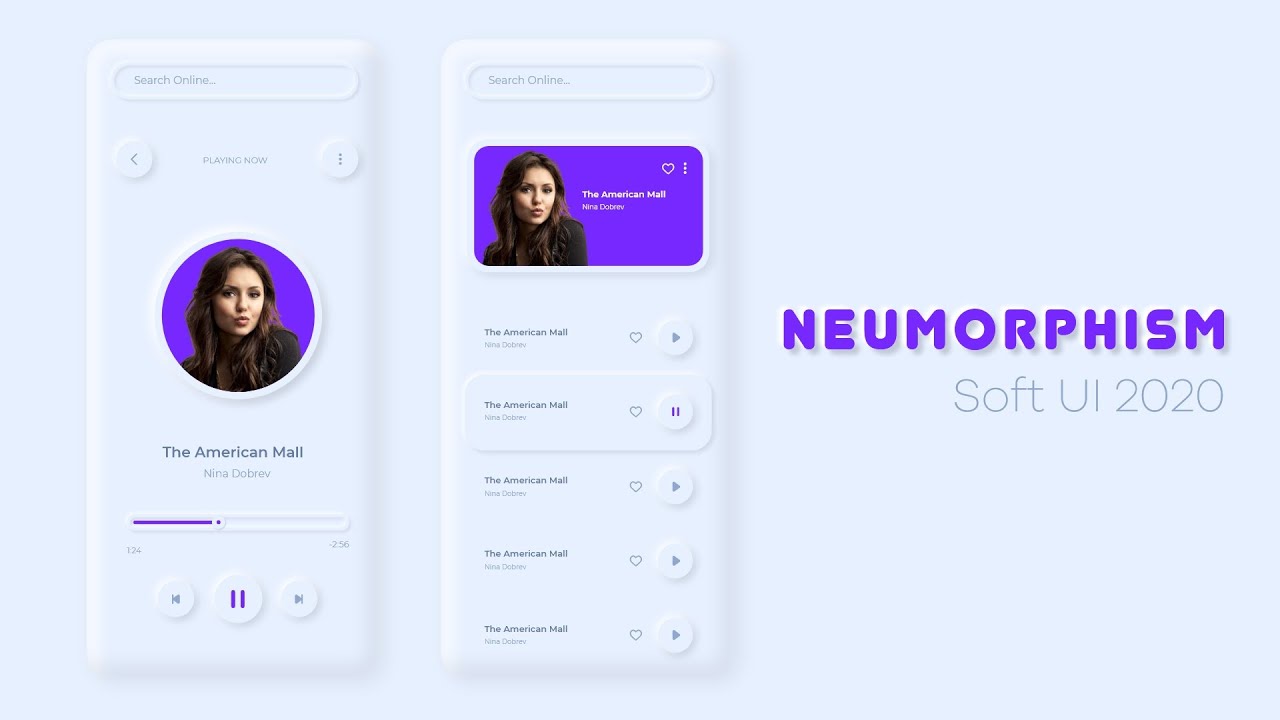 Search Online...
PLAYING NOW
The American Mall
Nina Dobrev
1:24
-2:56
Search Online...
The American Mall
Nina Dobrev
The American Mall
Nina Dobrev
The American Mall
Nina Dobrev
The American Mall
Nina Dobrev
The American Mall
Nina Dobrev
The American Mall
Nina Dobrev
NEUMORPHISM
Soft UI 2020